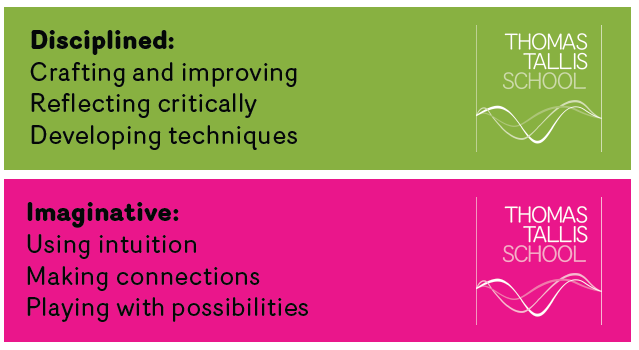 Disciplined:
Crafting and improving
Reflecting critically
Developing techniques
THOMAS
TALLIS
SCHOOL
Imaginative:
Using intuition
Making connections
Playing with possibilities
THOMAS
TALLIS
SCHOOL